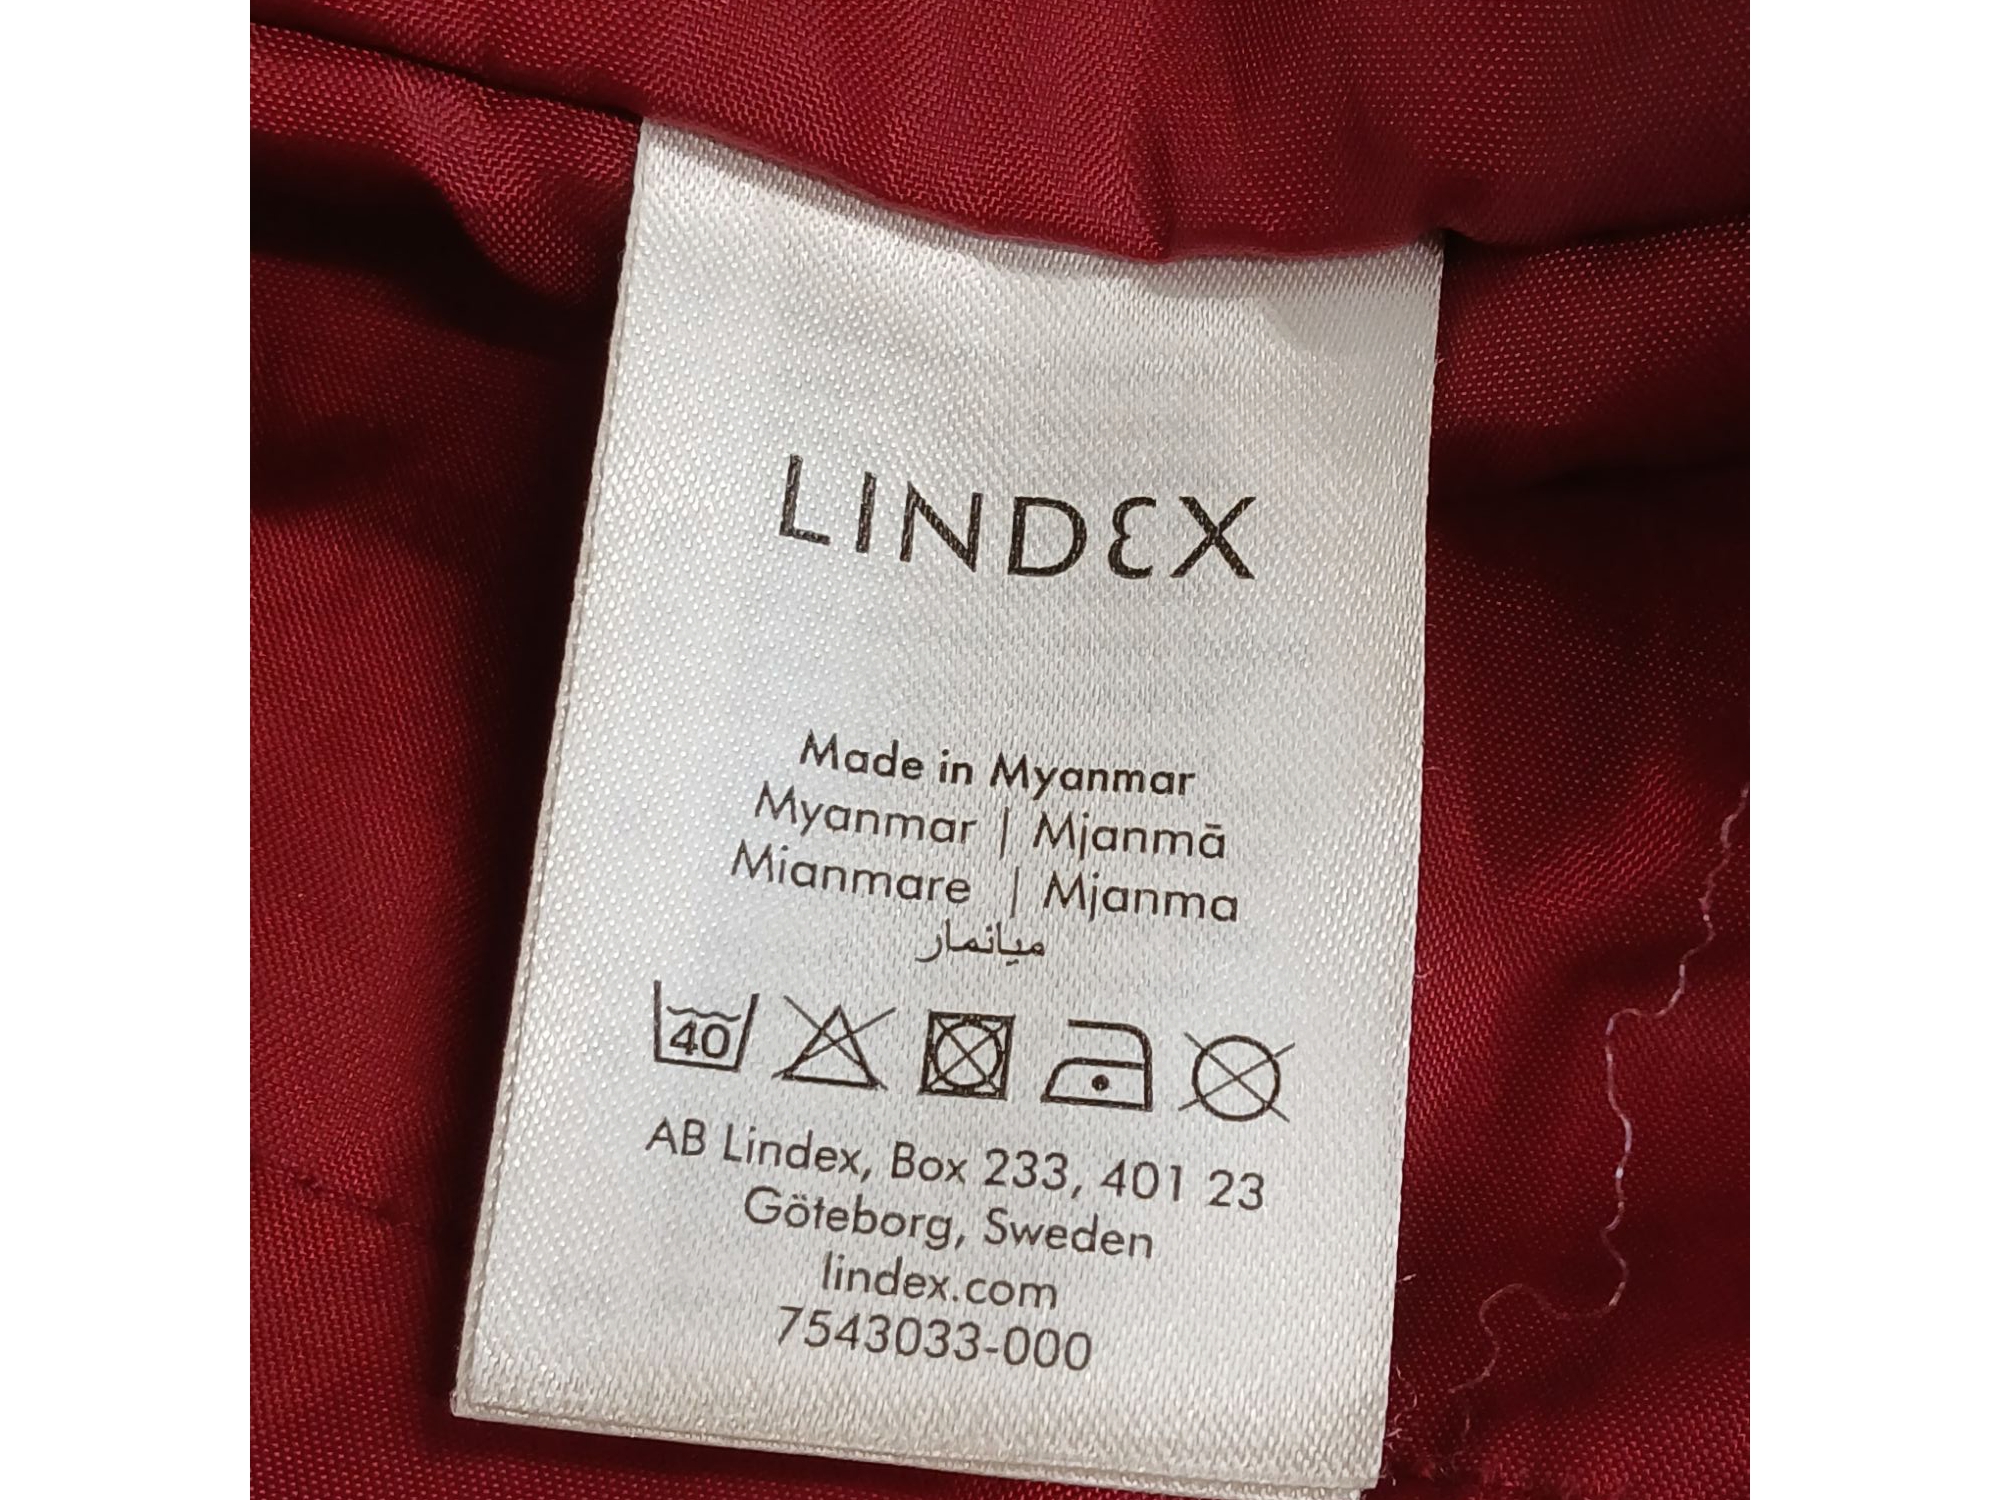 LINDEX
Made in Myanmar
Myanmar | Mjanmā
Mianmare | Mjanma
ميانمار
40
AB Lindex, Box 233, 401 23
Göteborg, Sweden
lindex.com
7543033-000